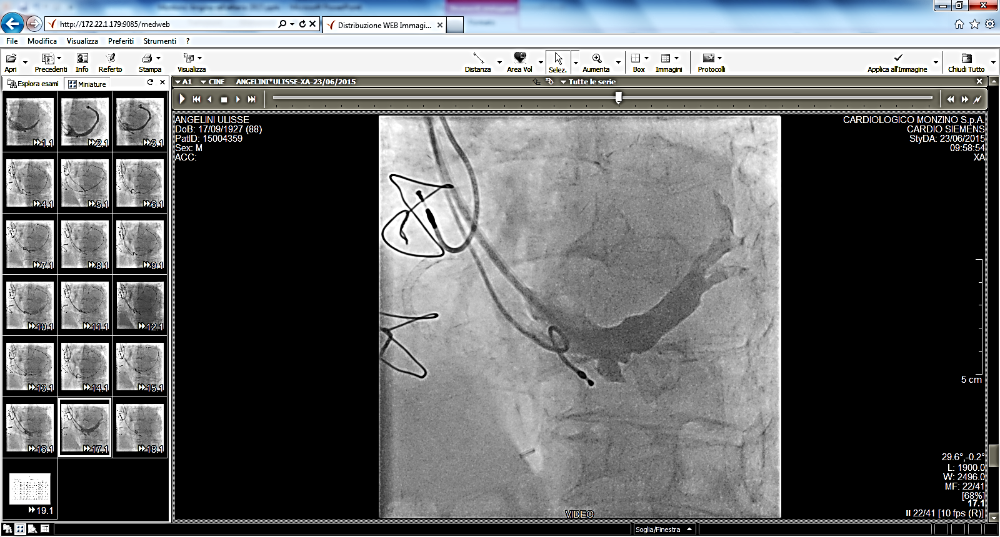 http://172.22.1.179:9085/medweb
Distribuzione WEB Immagi...
File Modifica Visualizza Preferiti Strumenti ?
Apri Precedenti Info Referto Stampa Visualizza Distanza Area Vol Selez. Aumenta Box Immagini Protocolli Applica all'Immagine Chiudi Tutto
Esplora esami Miniature
A1 CINE ANGELINI*ULISSE-XA-23/06/2015 Tutte le serie
ANGELINI ULISSE
DoB: 17/09/1927 (88)
PatID: 15004359
Sex: M
ACC:
CARDIOLOGICO MONZINO S.p.A.
CARDIO SIEMENS
StyDA: 23/06/2015
09:58:54
XA
1.1 2.1 3.1
4.1 5.1 6.1
7.1 8.1 9.1
10.1 11.1 12.1
13.1 14.1 15.1
16.1 17.1 18.1
19.1
5 cm
29.6°,-0.2°
L: 1900.0
W: 2496.0
MF: 22/41
[68%]
17.1
22/41 [10 fps (R)]
VIDEO
Soglia/Finestra